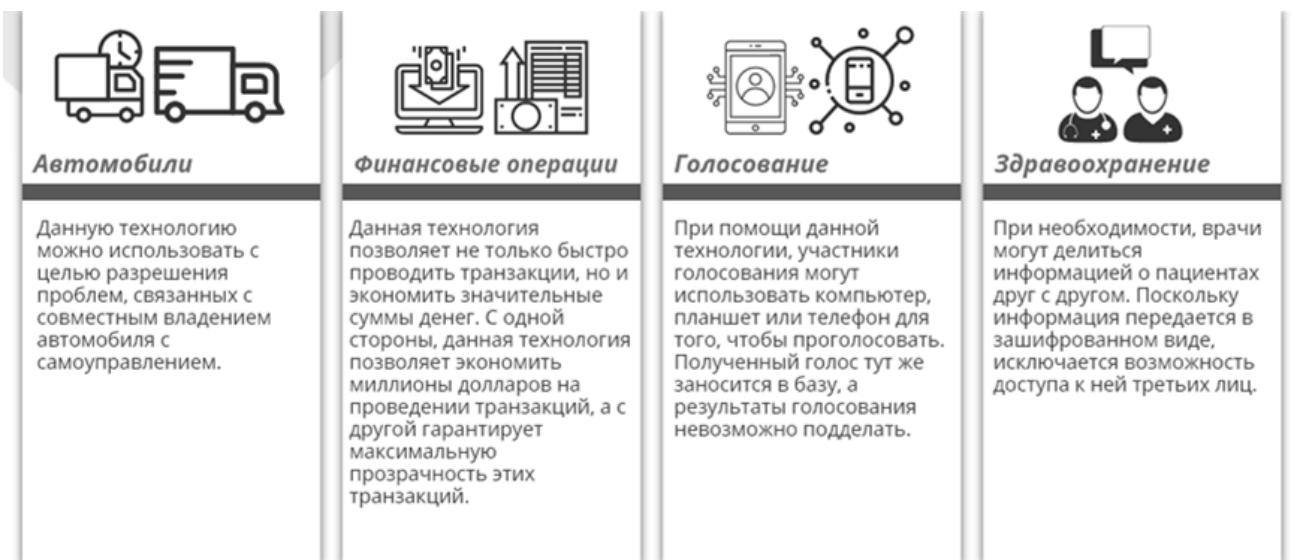 Автомобили
Данную технологию
можно использовать с
целью разрешения
проблем, связанных с
совместным владением
автомобиля с
самоуправлением.
Финансовые операции
Данная технология
позволяет не только быстро
проводить транзакции, но и
экономить значительные
суммы денег. С одной
стороны, данная технология
позволяет экономить
миллионы долларов на
проведении транзакций, а с
другой гарантирует
максимальную
прозрачность этих
транзакций.
Голосование
При помощи данной
технологии, участники
голосования могут
использовать компьютер,
планшет или телефон для
того, чтобы проголосовать.
Полученный голос тут же
заносится в базу, а
результаты голосования
невозможно подделать.
Здравоохранение
При необходимости, врачи
могут делиться
информацией о пациентах
друг с другом. Поскольку
информация передается в
зашифрованном виде,
исключается возможность
доступа к ней третьих лиц.